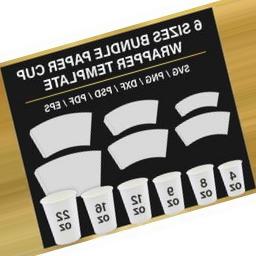 6 SIZES BUNDLE PAPER CUP
WRAPPER TEMPLATE
SVG / PNG / DXF / PSD / PDF / EPS
4 OZ
8 OZ
9 OZ
12 OZ
16 OZ
22 OZ